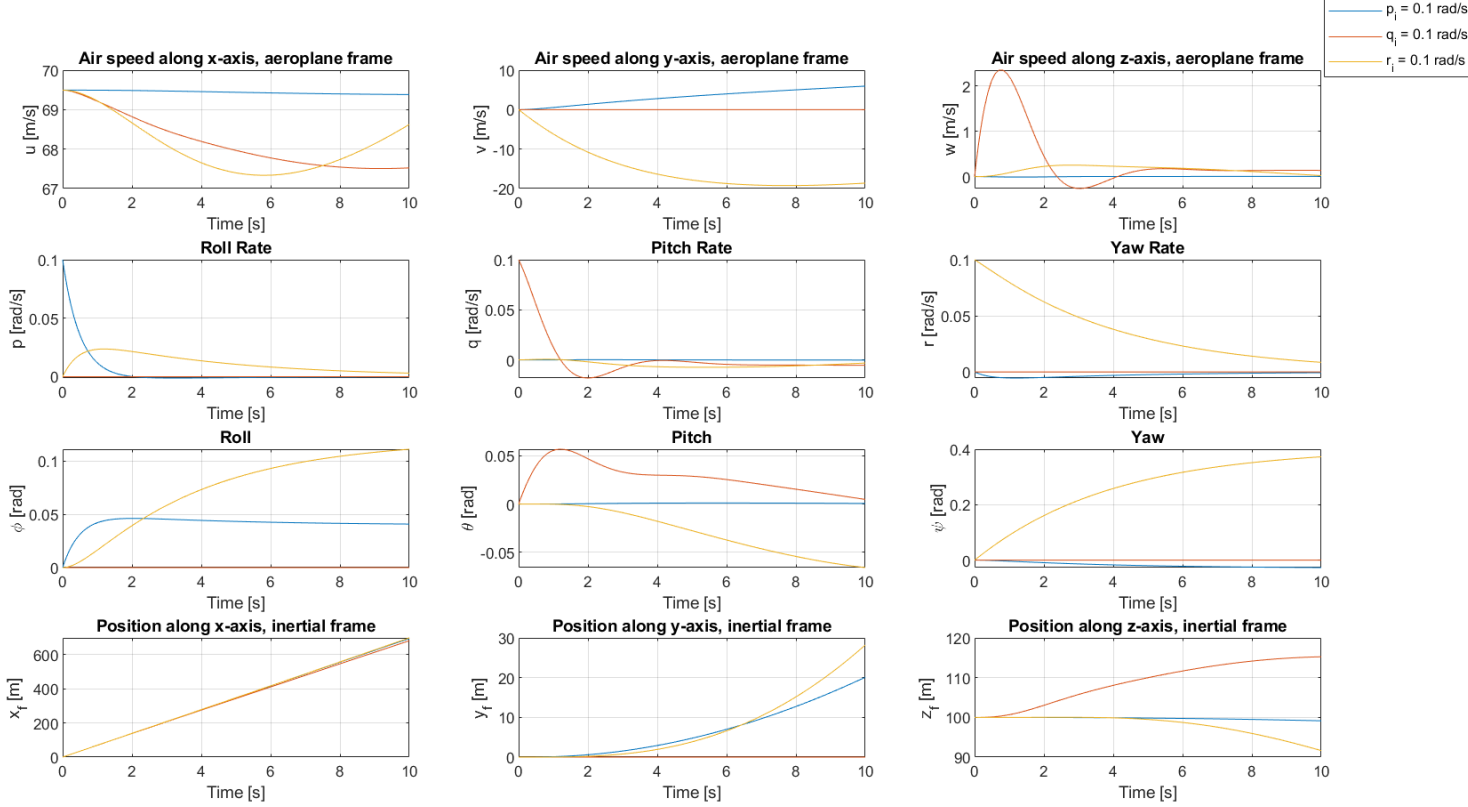 p_i = 0.1 rad/s
q_i = 0.1 rad/s
r_i = 0.1 rad/s
Air speed along x-axis, aeroplane frame
70
69
68
67
u [m/s]
0 2 4 6 8 10
Time [s]
Air speed along y-axis, aeroplane frame
10
0
-10
-20
v [m/s]
0 2 4 6 8 10
Time [s]
Air speed along z-axis, aeroplane frame
2
1
0
w [m/s]
0 2 4 6 8 10
Time [s]
Roll Rate
0.1
0.05
0
p [rad/s]
0 2 4 6 8 10
Time [s]
Pitch Rate
0.1
0.05
0
q [rad/s]
0 2 4 6 8 10
Time [s]
Yaw Rate
0.1
0.05
0
r [rad/s]
0 2 4 6 8 10
Time [s]
Roll
0.1
0.05
0
ϕ [rad]
0 2 4 6 8 10
Time [s]
Pitch
0.05
0
-0.05
θ [rad]
0 2 4 6 8 10
Time [s]
Yaw
0.4
0.2
0
ψ [rad]
0 2 4 6 8 10
Time [s]
Position along x-axis, inertial frame
600
400
200
0
x_f [m]
0 2 4 6 8 10
Time [s]
Position along y-axis, inertial frame
30
20
10
0
y_f [m]
0 2 4 6 8 10
Time [s]
Position along z-axis, inertial frame
120
110
100
90
z_f [m]
0 2 4 6 8 10
Time [s]